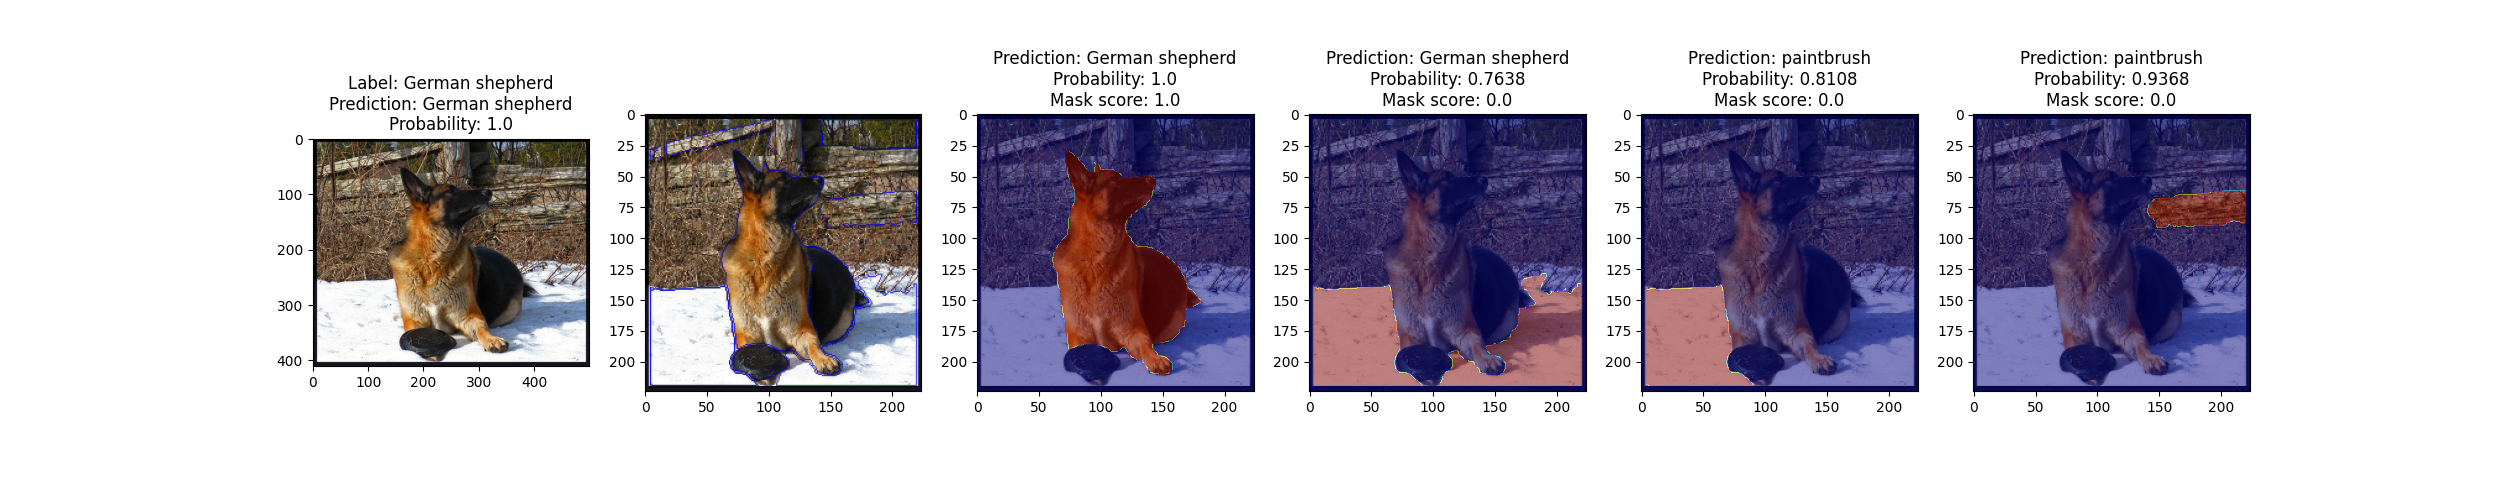 Label: German shepherd
Prediction: German shepherd
Probability: 1.0
0
100
200
300
400
0 100 200 300 400
0
25
50
75
100
125
150
175
200
0 50 100 150 200
Prediction: German shepherd
Probability: 1.0
Mask score: 1.0
0
25
50
75
100
125
150
175
200
0 50 100 150 200
Prediction: German shepherd
Probability: 0.7638
Mask score: 0.0
0
25
50
75
100
125
150
175
200
0 50 100 150 200
Prediction: paintbrush
Probability: 0.8108
Mask score: 0.0
0
25
50
75
100
125
150
175
200
0 50 100 150 200
Prediction: paintbrush
Probability: 0.9368
Mask score: 0.0
0
25
50
75
100
125
150
175
200
0 50 100 150 200